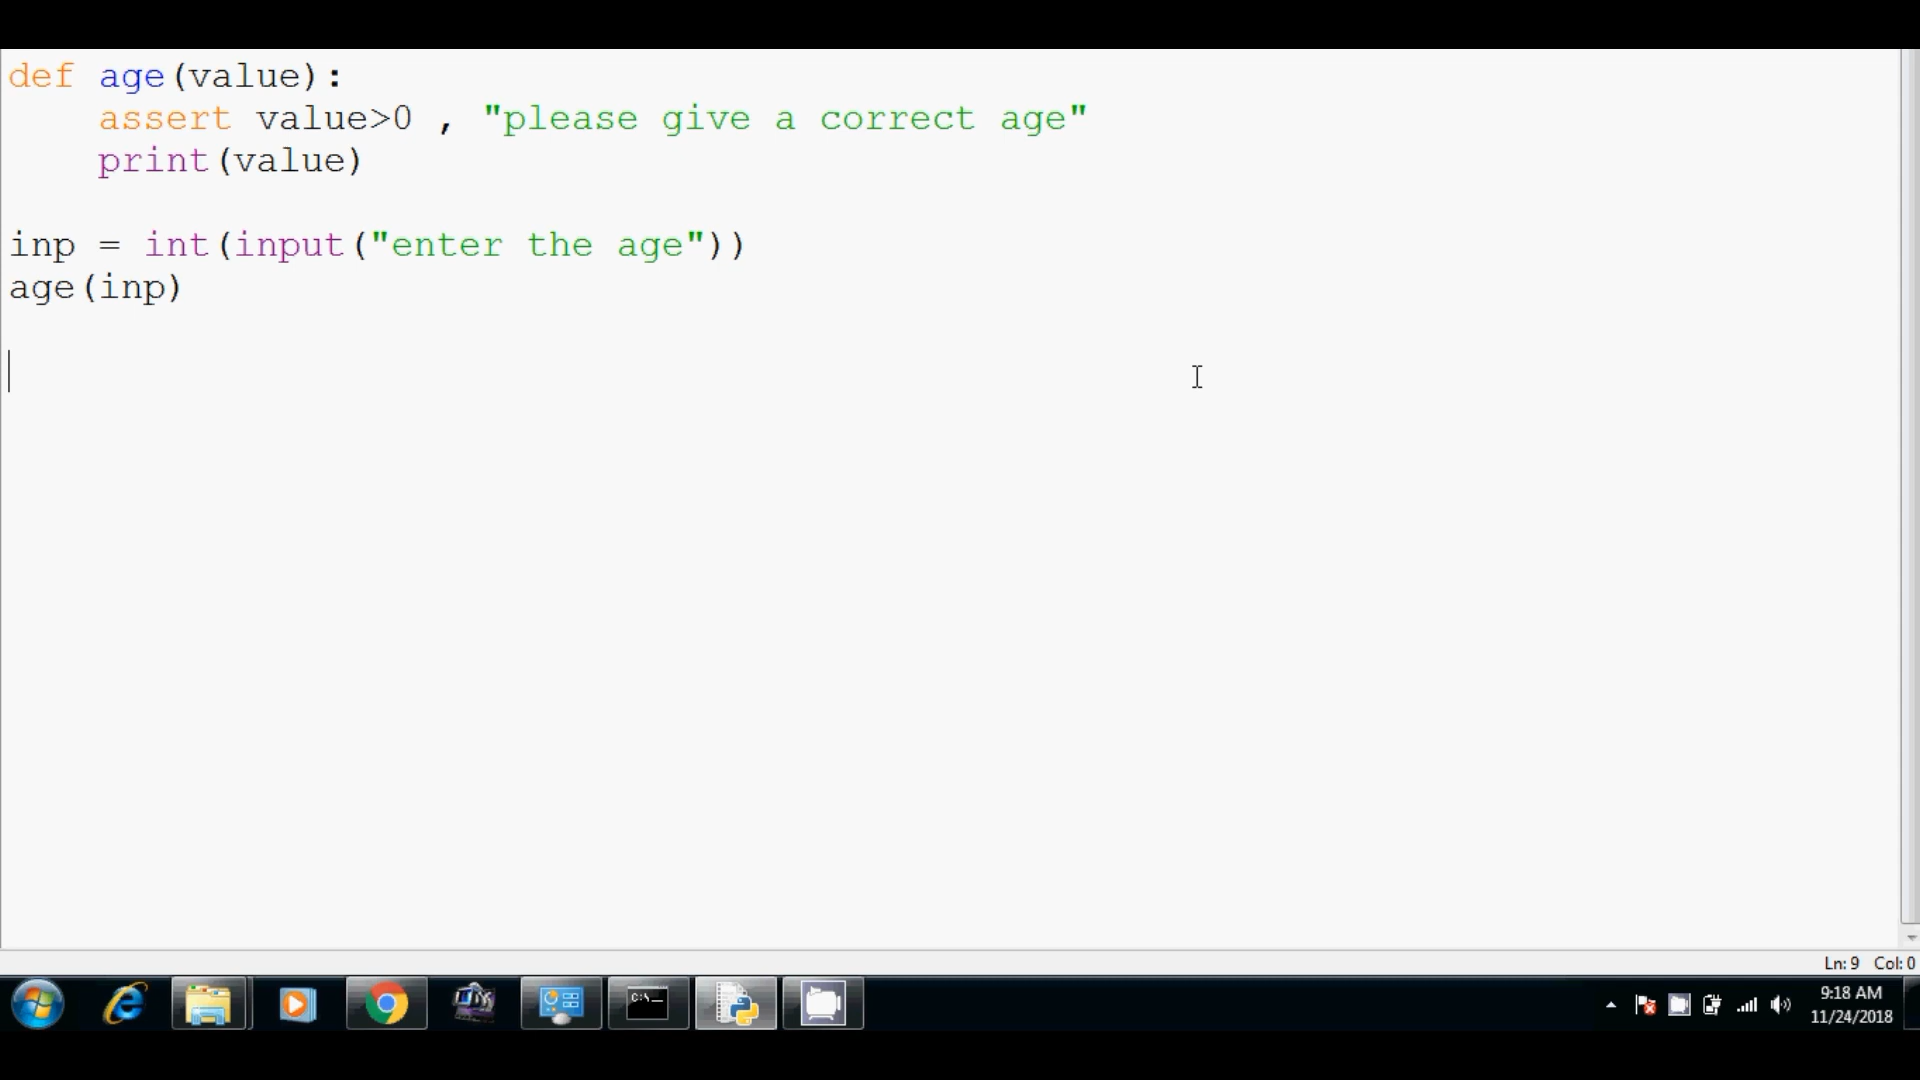 def age(value):
    assert value>0 , "please give a correct age"
    print(value)
inp = int(input("enter the age"))
age(inp)
Ln: 9 Col: 0
C:\_
9:18 AM
11/24/2018